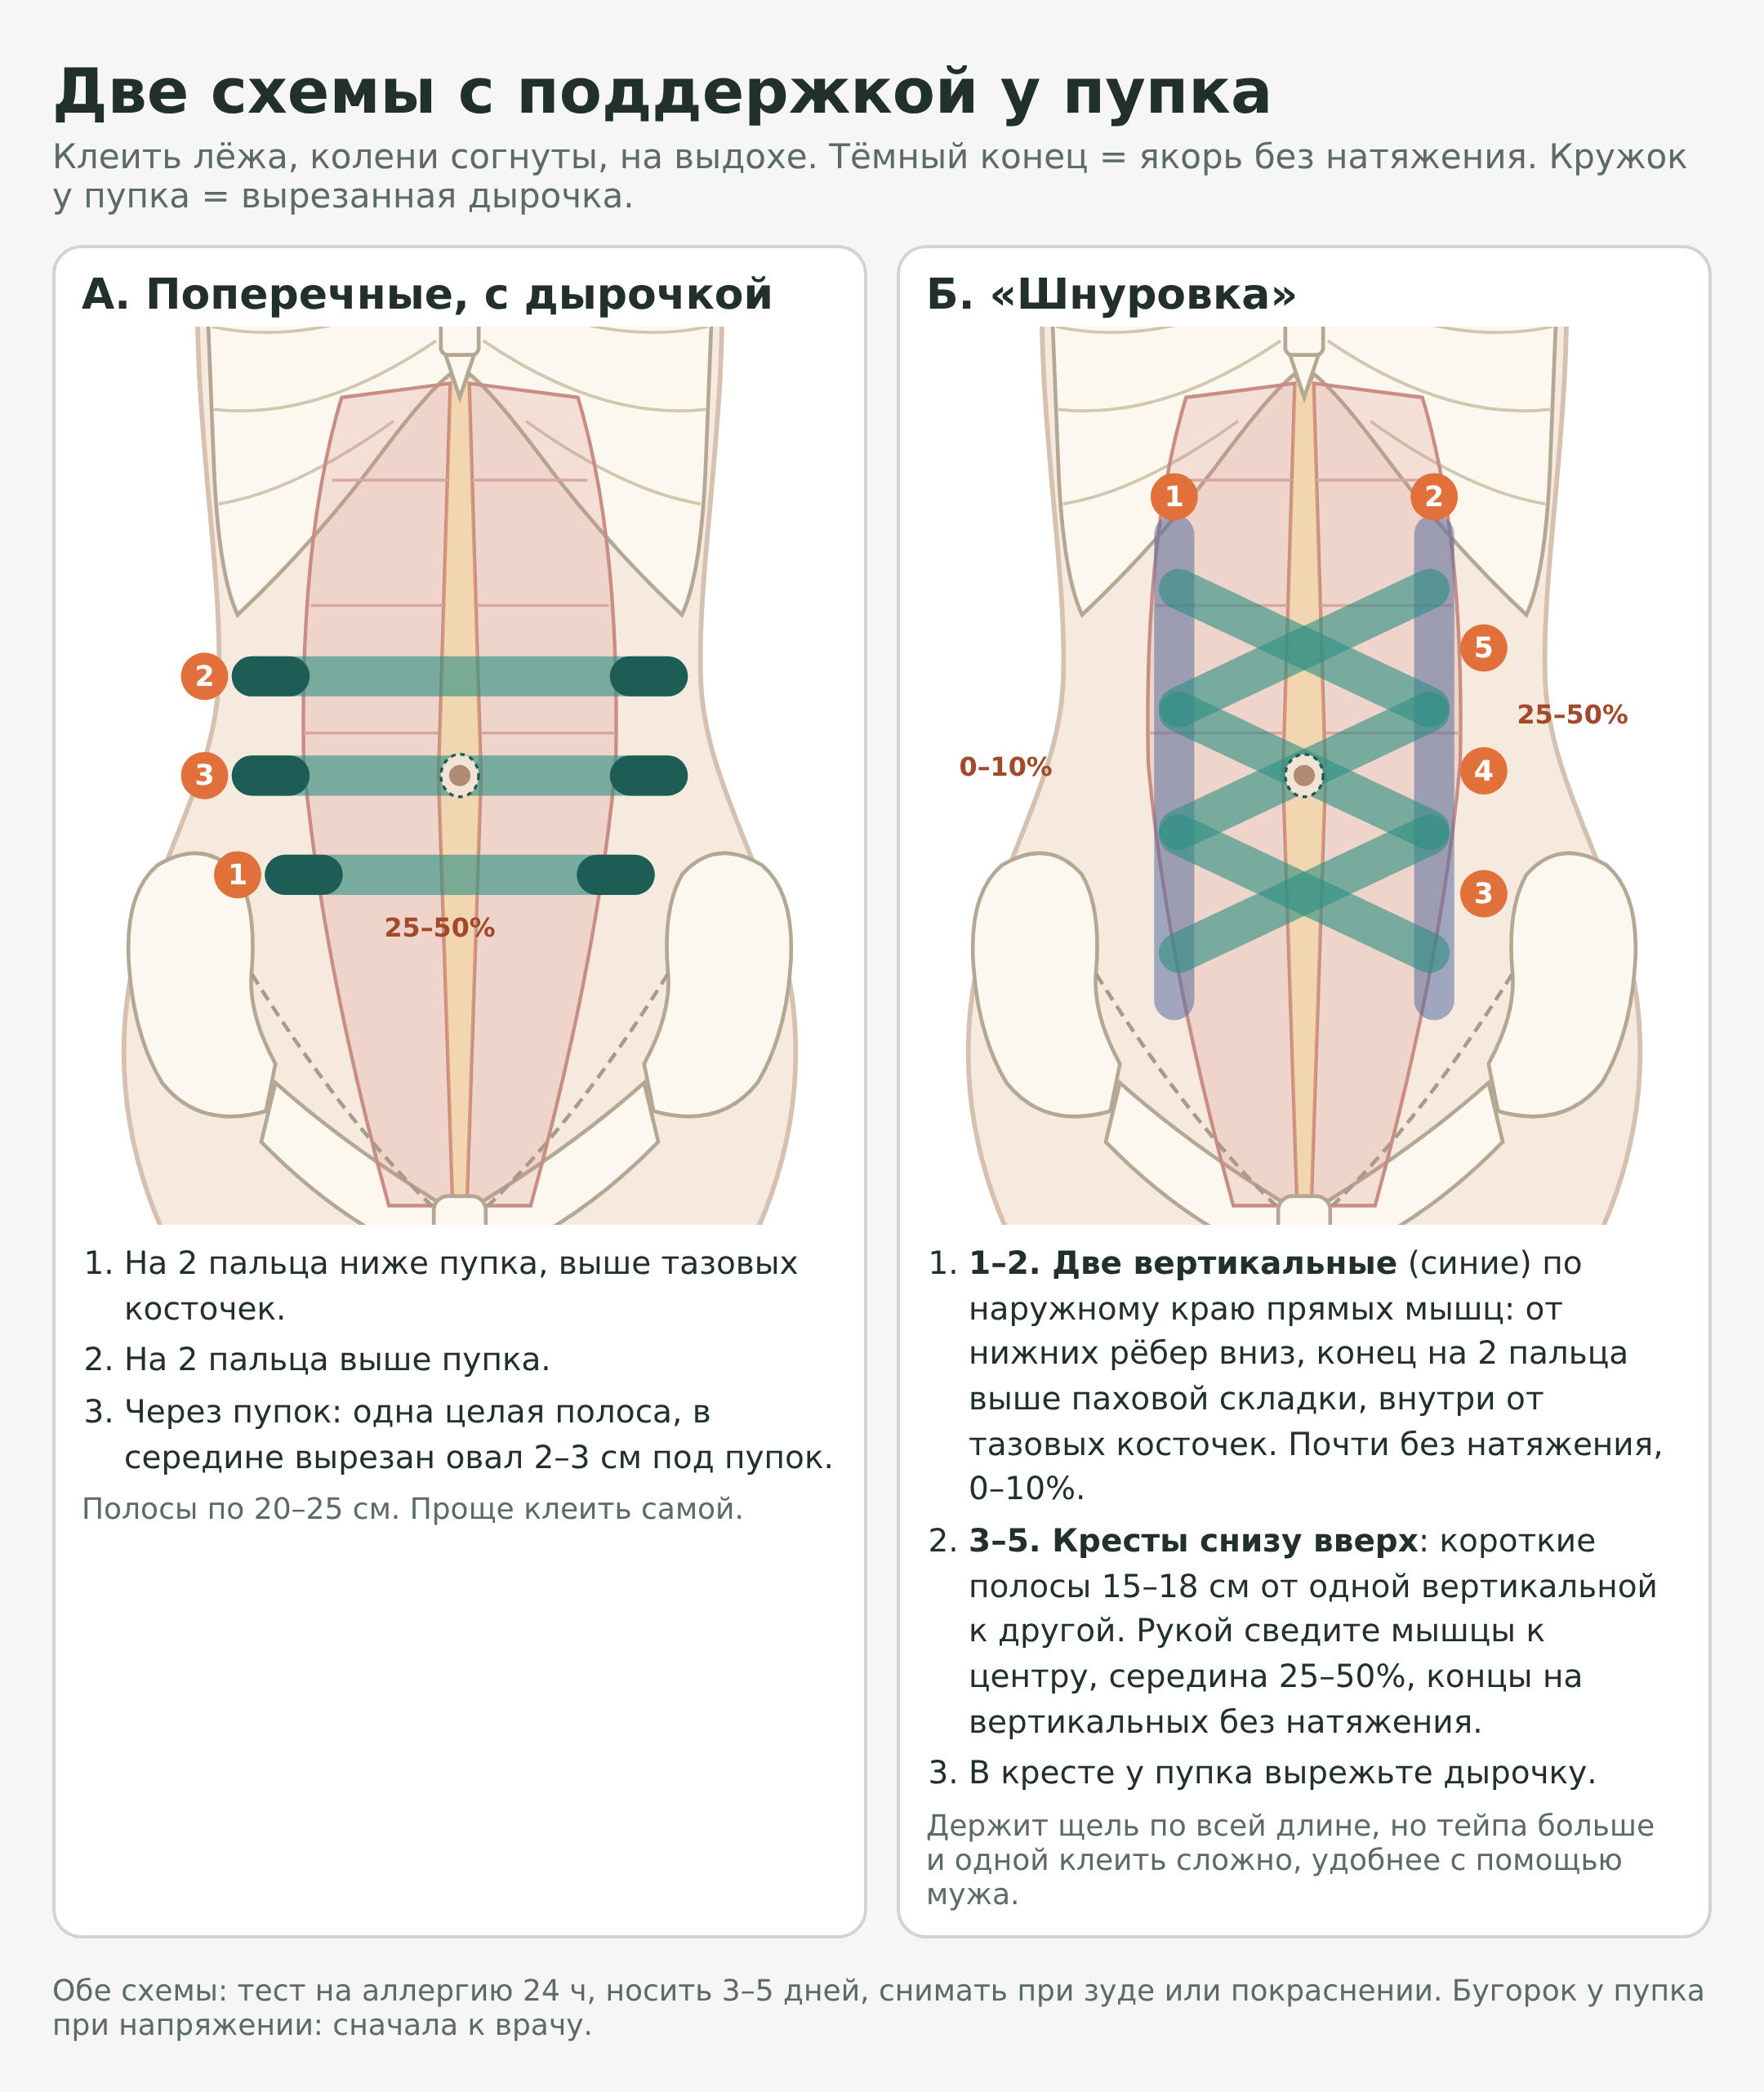 Две схемы с поддержкой у пупка
Клеить лёжа, колени согнуты, на выдохе. Тёмный конец = якорь без натяжения. Кружок
у пупка = вырезанная дырочка.
А. Поперечные, с дырочкой
2
3
1
25–50%
1. На 2 пальца ниже пупка, выше тазовых
косточек.
2. На 2 пальца выше пупка.
3. Через пупок: одна целая полоса, в
середине вырезан овал 2–3 см под пупок.
Полосы по 20–25 см. Проще клеить самой.
Б. «Шнуровка»
1
2
5
25–50%
0–10%
4
3
1. 1–2. Две вертикальные (синие) по
наружному краю прямых мышц: от
нижних рёбер вниз, конец на 2 пальца
выше паховой складки, внутри от
тазовых косточек. Почти без натяжения,
0–10%.
2. 3–5. Кресты снизу вверх: короткие
полосы 15–18 см от одной вертикальной
к другой. Рукой сведите мышцы к
центру, середина 25–50%, концы на
вертикальных без натяжения.
3. В кресте у пупка вырежьте дырочку.
Держит щель по всей длине, но тейпа больше
и одной клеить сложно, удобнее с помощью
мужа.
Обе схемы: тест на аллергию 24 ч, носить 3–5 дней, снимать при зуде или покраснении. Бугорок у пупка
при напряжении: сначала к врачу.